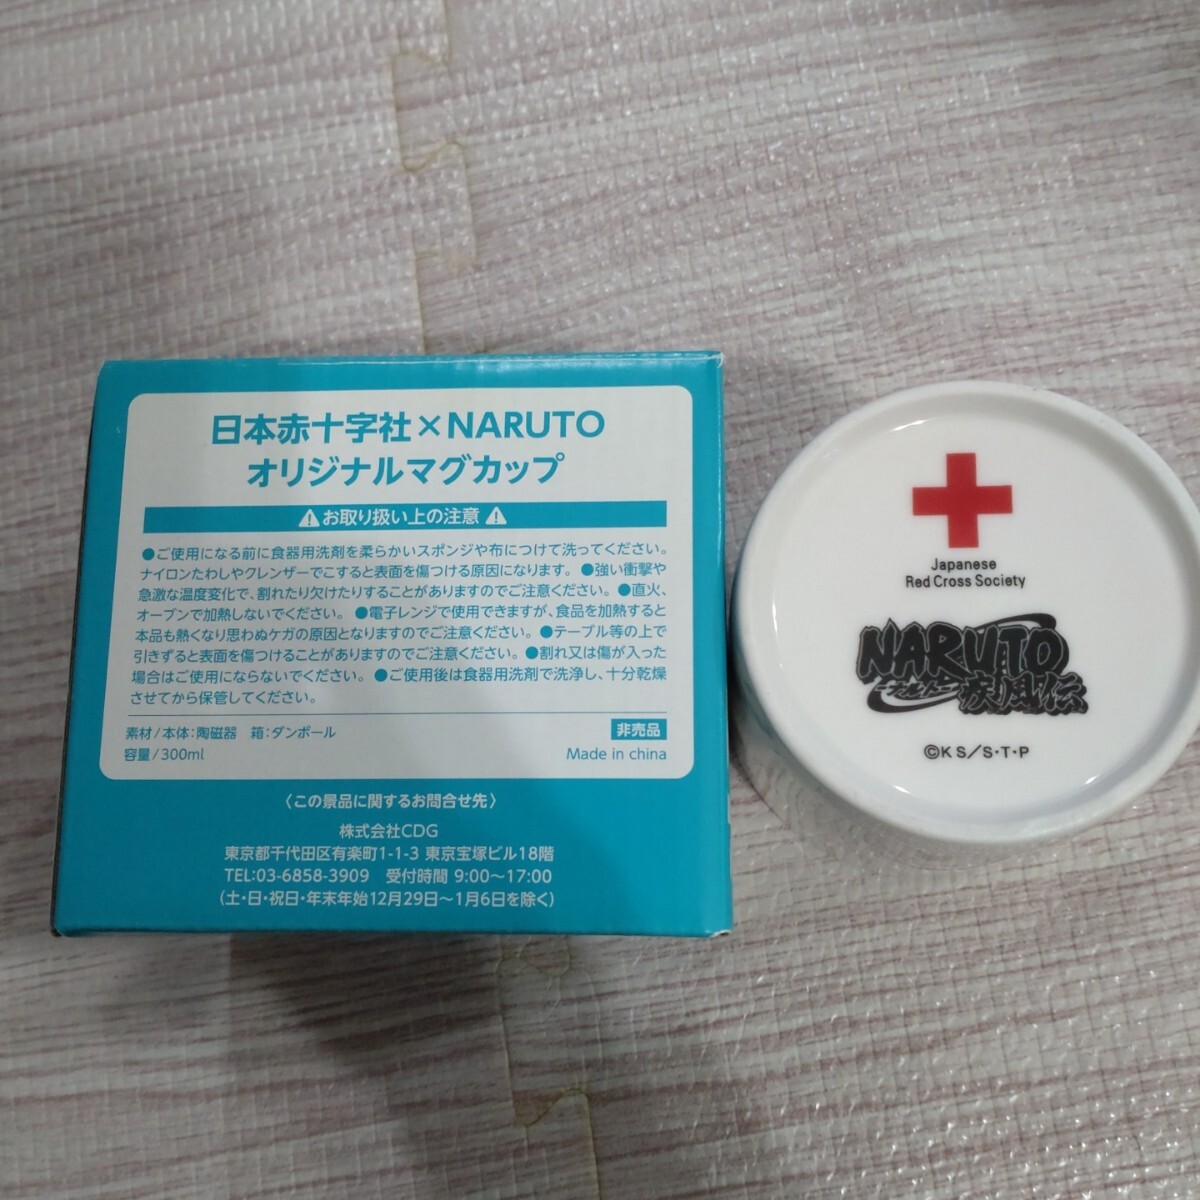 日本赤十字社×NARUTO
オリジナルマグカップ
⚠お取り扱い上の注意⚠
●ご使用になる前に食器用洗剤を柔らかいスポンジや布につけて洗ってください。
ナイロンたわしやクレンザーでこすると表面を傷つける原因になります。●強い衝撃や
急激な温度変化で、割れたり欠けたりすることがありますのでご注意ください。●直火、
オーブンで加熱しないでください。●電子レンジで使用できますが、食品を加熱すると
本品も熱くなり思わぬケガの原因となりますのでご注意ください。●テーブル等の上で
引きずると表面を傷つけることがありますのでご注意ください。●割れ又は傷が入った
場合はご使用にならないでください。●ご使用後は食器用洗剤で洗浄し、十分乾燥
させてから保管してください。
素材/本体:陶磁器 箱:ダンボール
非売品
容量/300ml
Made in china
〈この景品に関するお問合せ先〉
株式会社CDG
東京都千代田区有楽町1-1-3 東京宝塚ビル18階
TEL:03-6858-3909 受付時間 9:00〜17:00
(土・日・祝日・年末年始12月29日〜1月6日を除く)
Japanese
Red Cross Society
NARUTO
ーナルトー 疾風伝
©K S/S・T・P